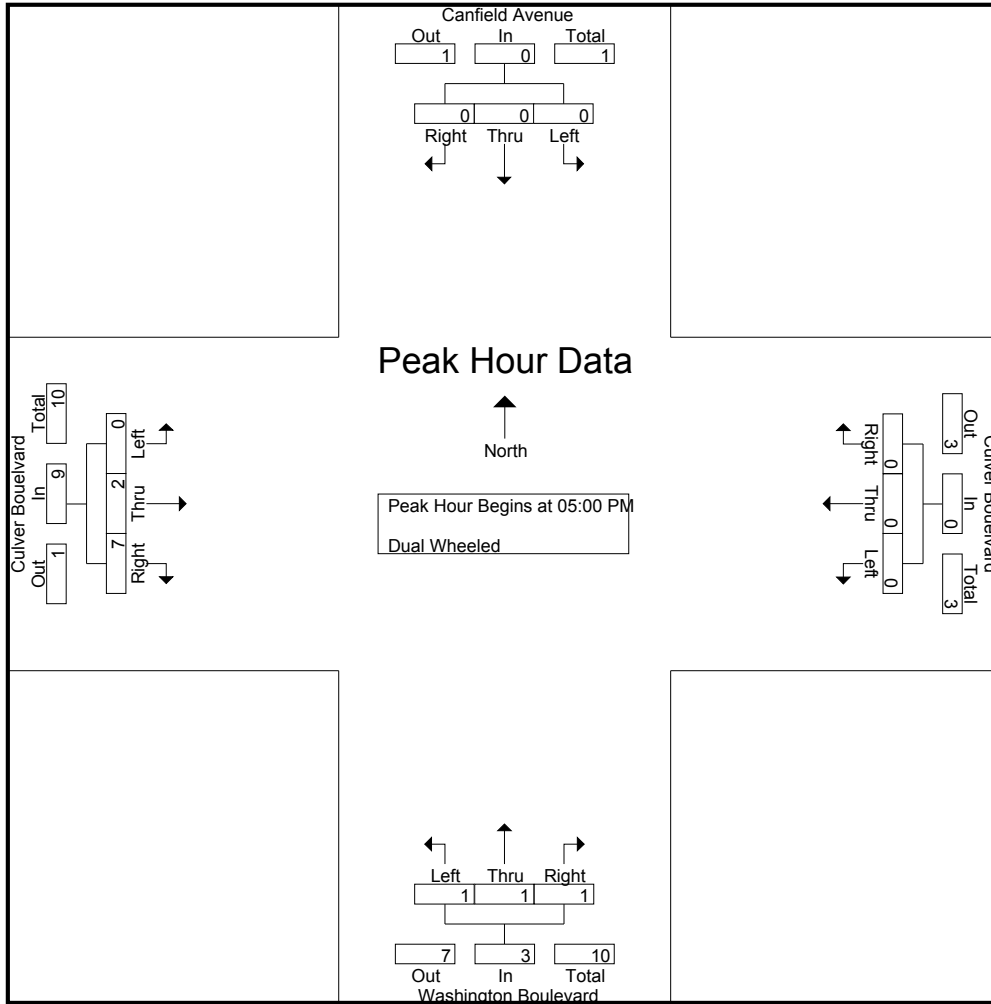 Canfield Avenue
Out In Total
1 0 1
0 0 0
Right Thru Left
Peak Hour Data
North
Peak Hour Begins at 05:00 PM
Dual Wheeled
Culver Bouelvard
Total In Out
10 9 1
0 2 7
Left Thru Right
Culver Bouelvard
Out In Total
3 0 3
0 0 0
Right Thru Left
Left Thru Right
1 1 1
7 3 10
Out In Total
Washington Boulevard